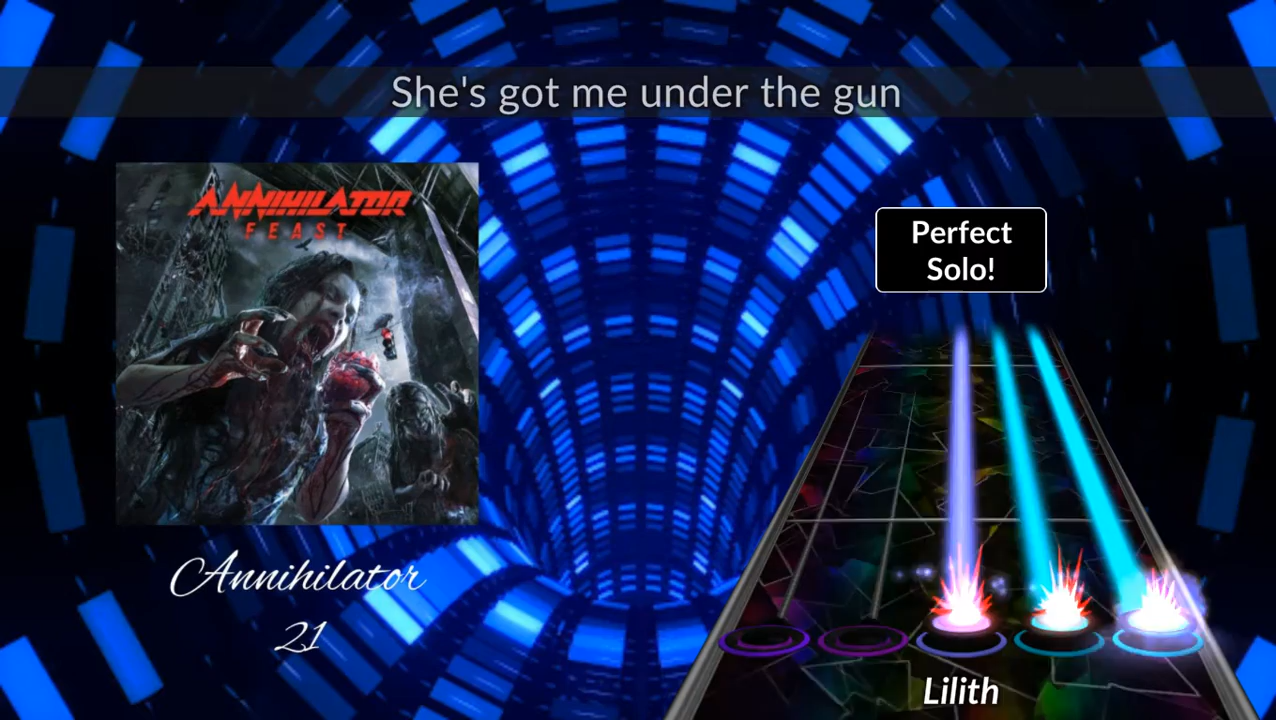 She's got me under the gun
ANNIHILATOR
FEAST
Perfect
Solo!
Annihilator
21
Lilith